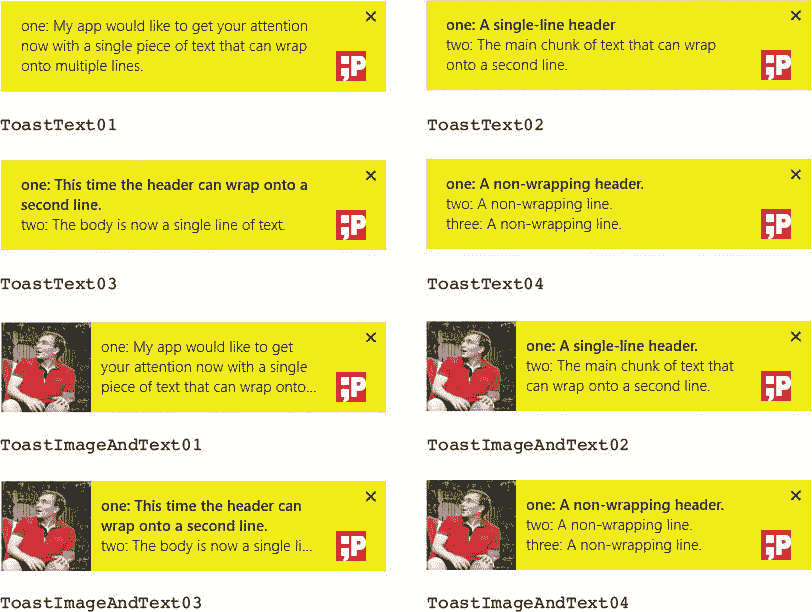 one: My app would like to get your attention
now with a single piece of text that can wrap
onto multiple lines.
;P
ToastText01
one: A single-line header
two: The main chunk of text that can wrap
onto a second line.
;P
ToastText02
one: This time the header can wrap onto a
second line.
two: The body is now a single line of text.
;P
ToastText03
one: A non-wrapping header.
two: A non-wrapping line.
three: A non-wrapping line.
;P
ToastText04
one: My app would like to get
your attention now with a single
piece of text that can wrap onto...
;P
ToastImageAndText01
one: A single-line header.
two: The main chunk of text that
can wrap onto a second line.
;P
ToastImageAndText02
one: This time the header can
wrap onto a second line.
two: The body is now a single li...
;P
ToastImageAndText03
one: A non-wrapping header.
two: A non-wrapping line.
three: A non-wrapping line.
;P
ToastImageAndText04